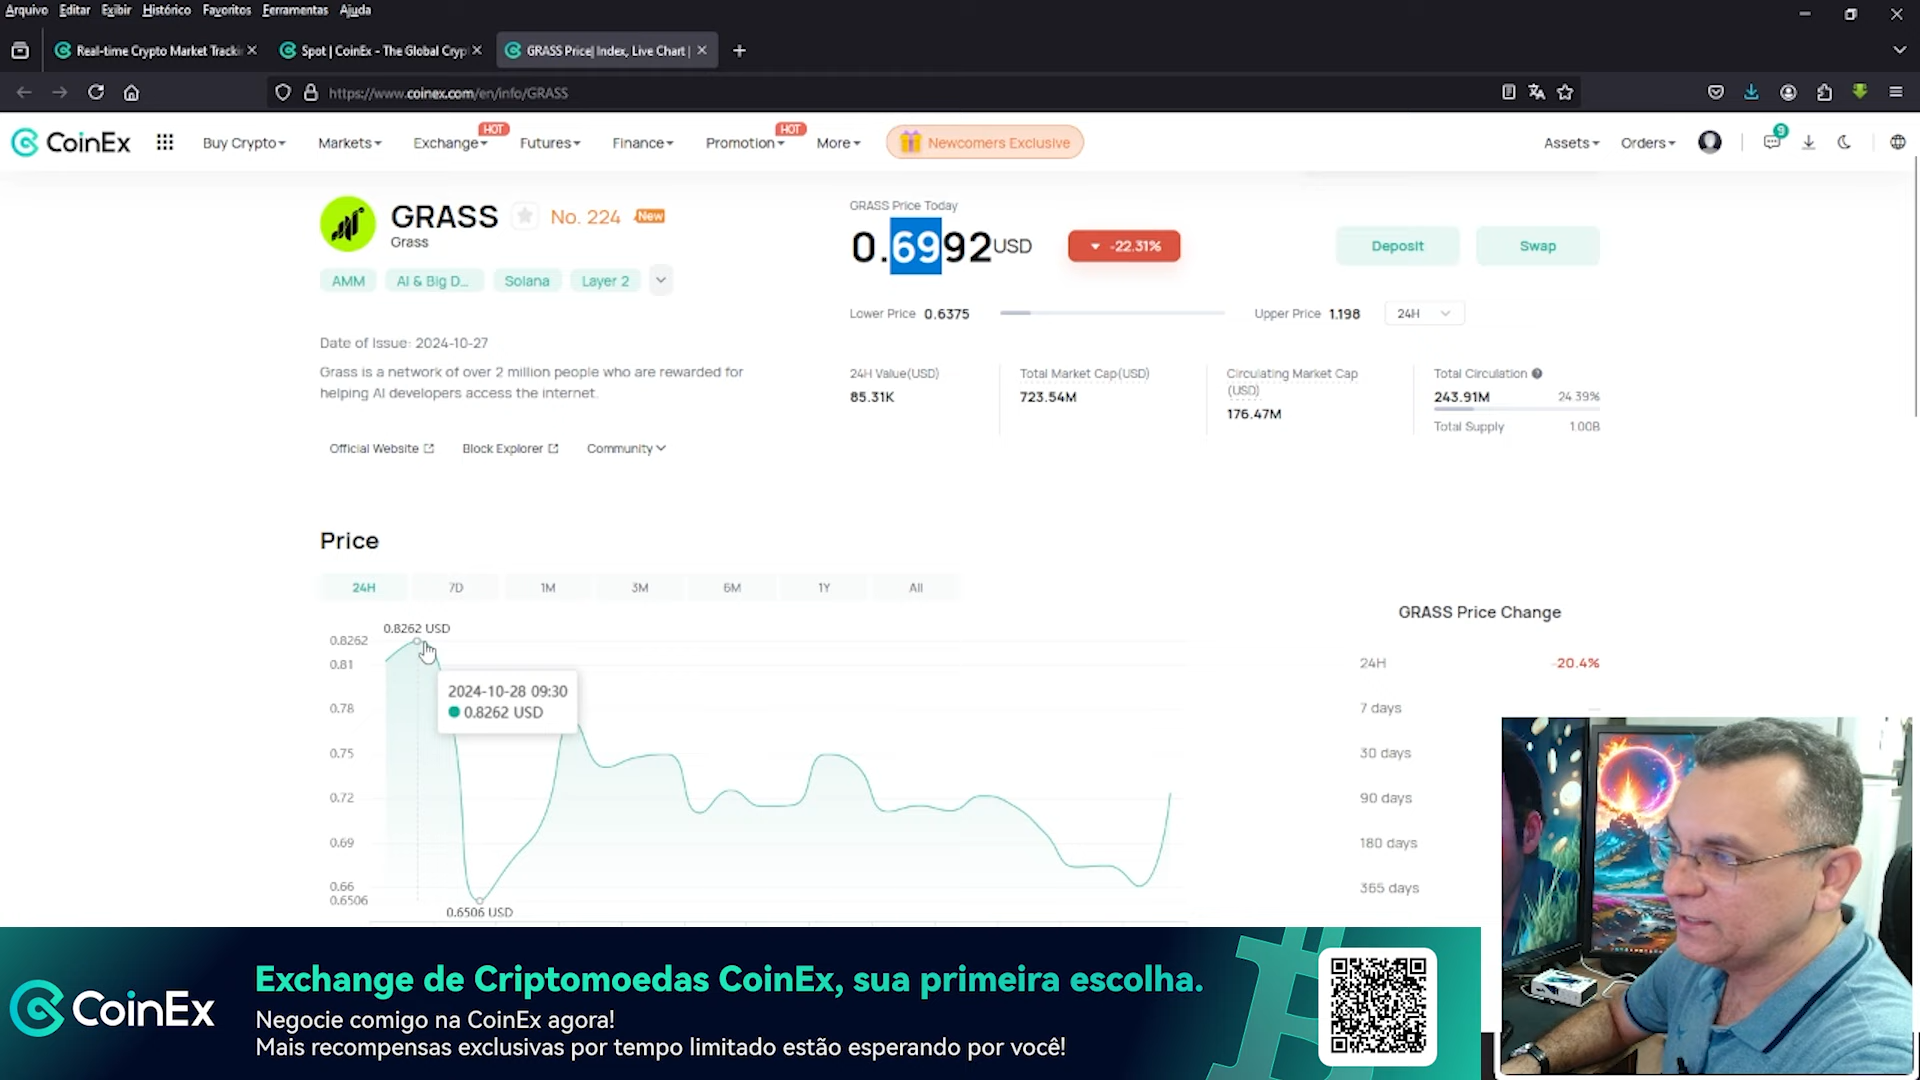 Arquivo Editar Exibir Histórico Favoritos Ferramentas Ajuda
Real-time Crypto Market Tracki
Spot | CoinEx - The Global Cryp
GRASS Price| Index, Live Chart |
https://www.coinex.com/en/info/GRASS
CoinEx
Buy Crypto
Markets
Exchange
HOT
Futures
Finance
Promotion
HOT
More
Newcomers Exclusive
Assets
Orders
9
GRASS
No. 224
New
Grass
AMM
AI & Big D...
Solana
Layer 2
Date of Issue: 2024-10-27
Grass is a network of over 2 million people who are rewarded for
helping AI developers access the internet.
Official Website
Block Explorer
Community
GRASS Price Today
0.6992USD
-22.31%
Deposit
Swap
Lower Price 0.6375
Upper Price 1.198
24H
24H Value(USD)
85.31K
Total Market Cap(USD)
723.54M
Circulating Market Cap
(USD)
176.47M
Total Circulation
243.91M 24.39%
Total Supply 1.00B
Price
24H 7D 1M 3M 6M 1Y All
0.8262 USD
0.8262
0.81
0.78
0.75
0.72
0.69
0.66
0.6506
2024-10-28 09:30
0.8262 USD
0.6506 USD
GRASS Price Change
24H -20.4%
7 days
30 days
90 days
180 days
365 days
CoinEx
Exchange de Criptomoedas CoinEx, sua primeira escolha.
Negocie comigo na CoinEx agora!
Mais recompensas exclusivas por tempo limitado estão esperando por você!